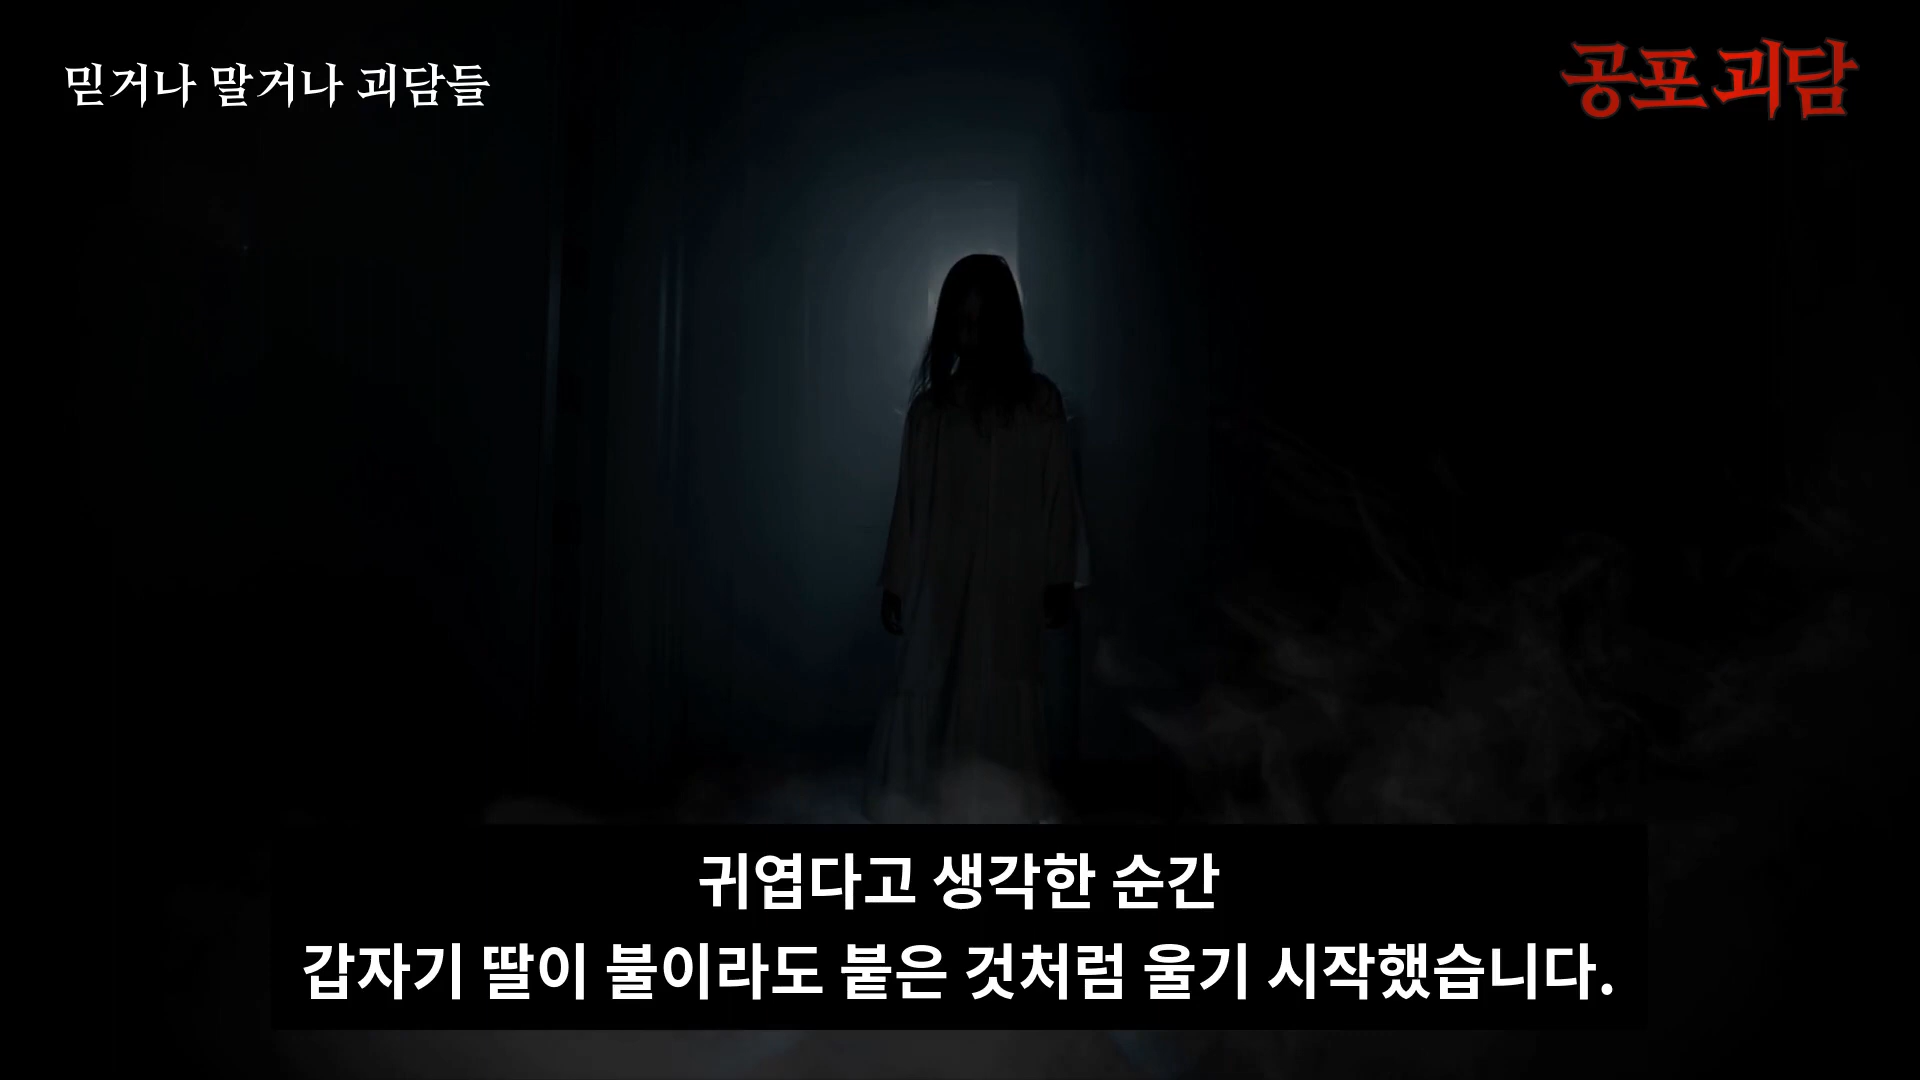 믿거나 말거나 괴담들
공포 괴담
귀엽다고 생각한 순간
갑자기 딸이 불이라도 붙은 것처럼 울기 시작했습니다.